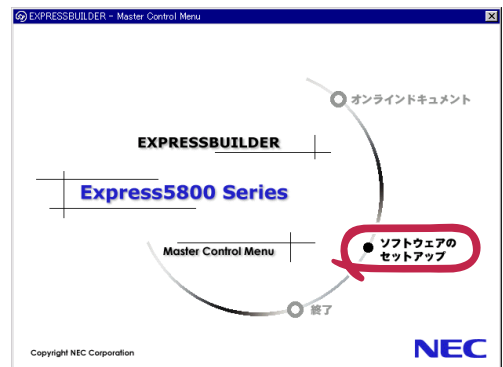 EXPRESSBUILDER - Master Control Menu
オンラインドキュメント
EXPRESSBUILDER
Express5800 Series
ソフトウェアの
セットアップ
Master Control Menu
終了
Copyright NEC Corporation
NEC